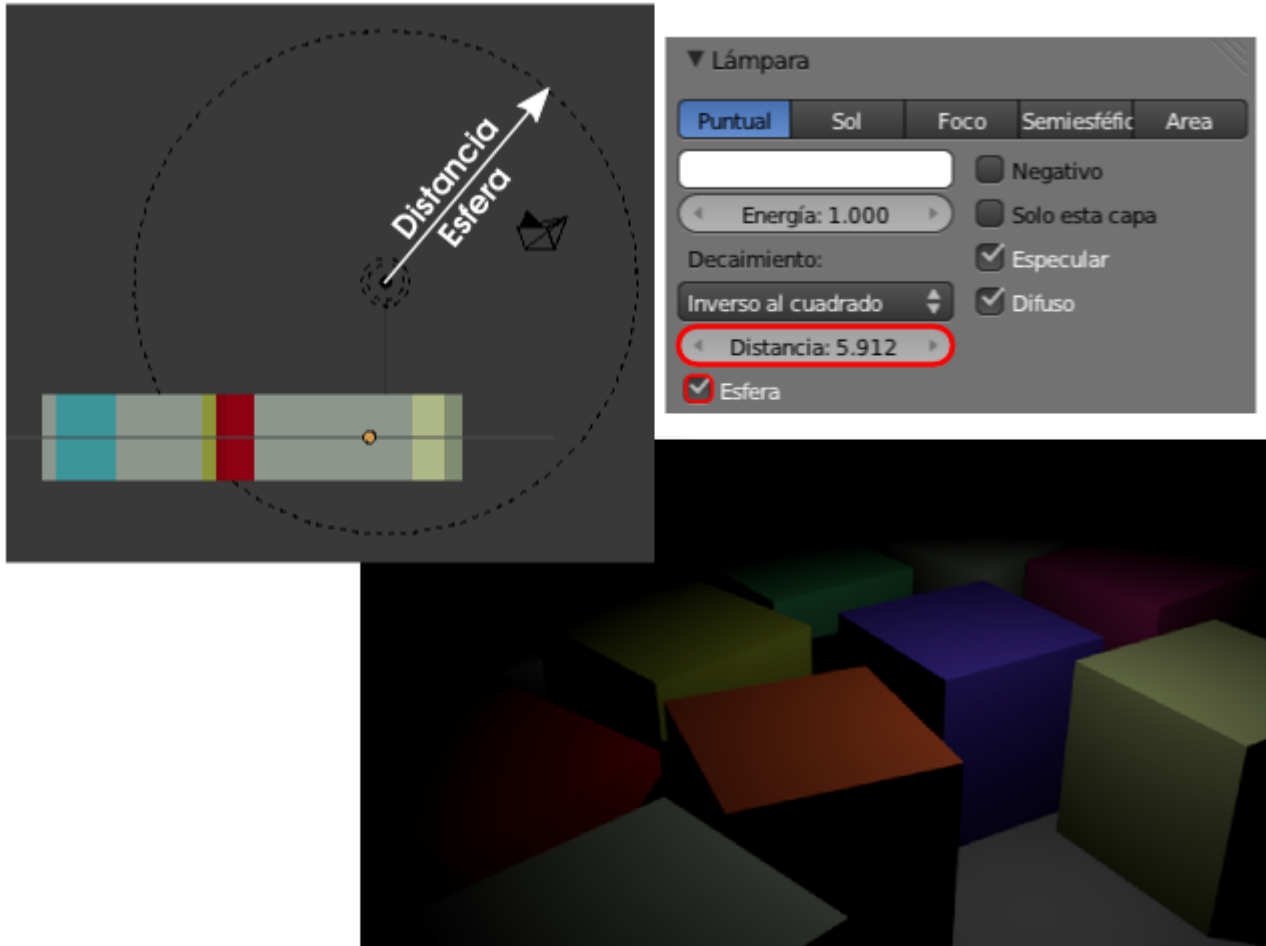 Distancia
Esfera
Lámpara
Puntual Sol Foco Semiesféfic Area
Negativo
Energía: 1.000 Solo esta capa
Decaimiento: Especular
Inverso al cuadrado Difuso
Distancia: 5.912
Esfera